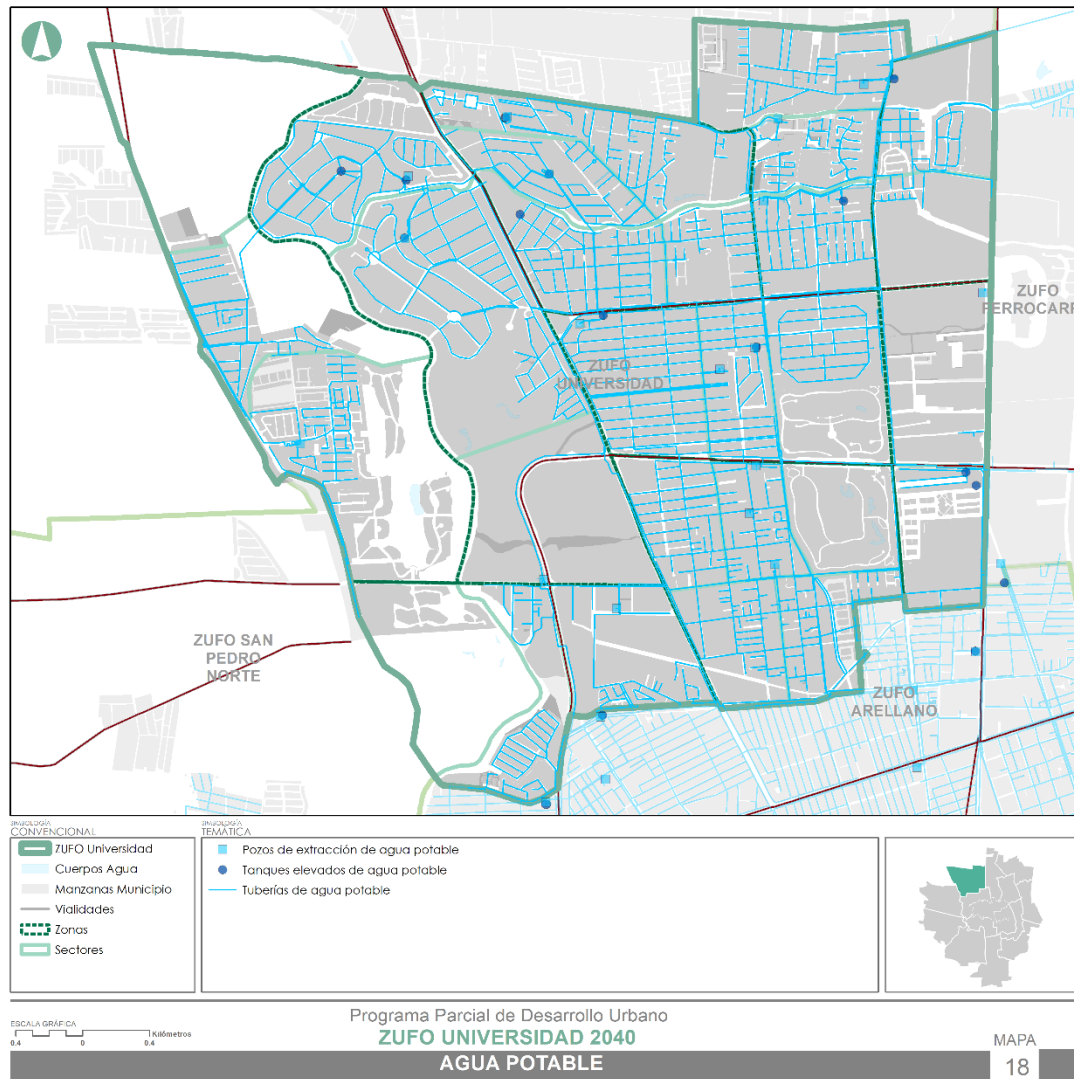 ZUFO
FERROCARR
ZUFO
UNIVERSIDAD
ZUFO SAN
PEDRO
NORTE
ZUFO
ARELLANO
SIMBOLOGÍA
CONVENCIONAL
ZUFO Universidad
Cuerpos Agua
Manzanas Municipio
Vialidades
Zonas
Sectores
SIMBOLOGÍA
TEMÁTICA
Pozos de extracción de agua potable
Tanques elevados de agua potable
Tuberías de agua potable
ESCALA GRÁFICA
Kilómetros
0.4 0 0.4
Programa Parcial de Desarrollo Urbano
ZUFO UNIVERSIDAD 2040
AGUA POTABLE
MAPA
18